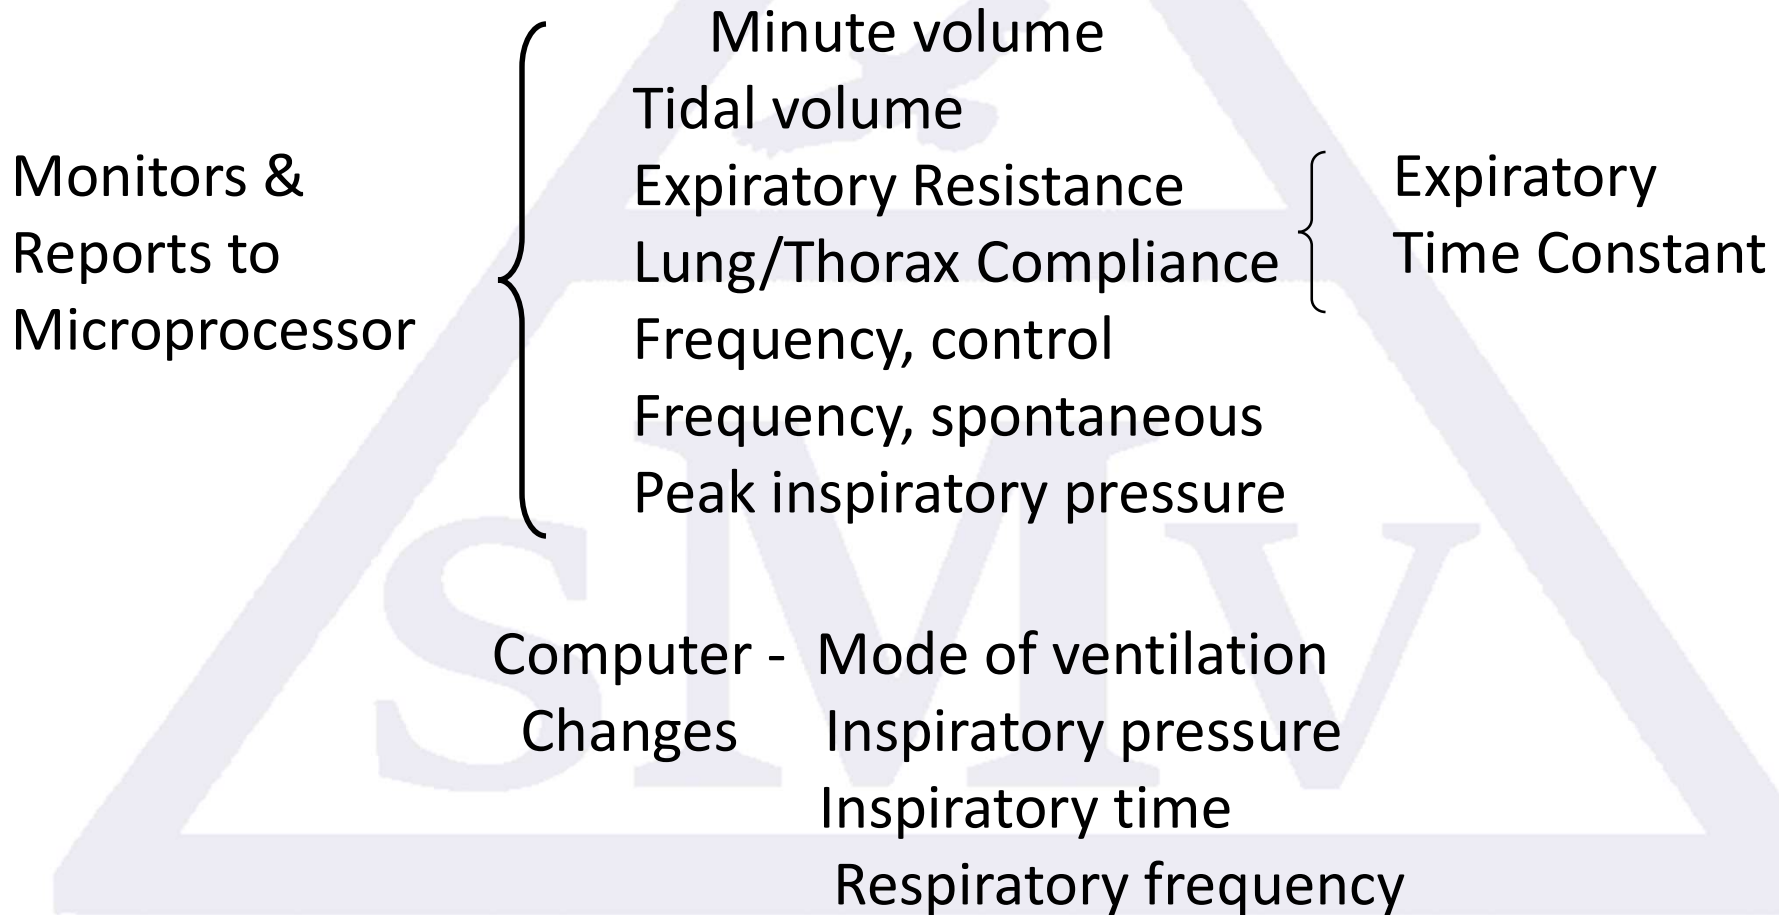 Minute volume
Tidal volume
Monitors &
Reports to
Microprocessor
Expiratory Resistance
Lung/Thorax Compliance
Expiratory
Time Constant
Frequency, control
Frequency, spontaneous
Peak inspiratory pressure
Computer - Mode of ventilation
Changes Inspiratory pressure
Inspiratory time
Respiratory frequency
SMV